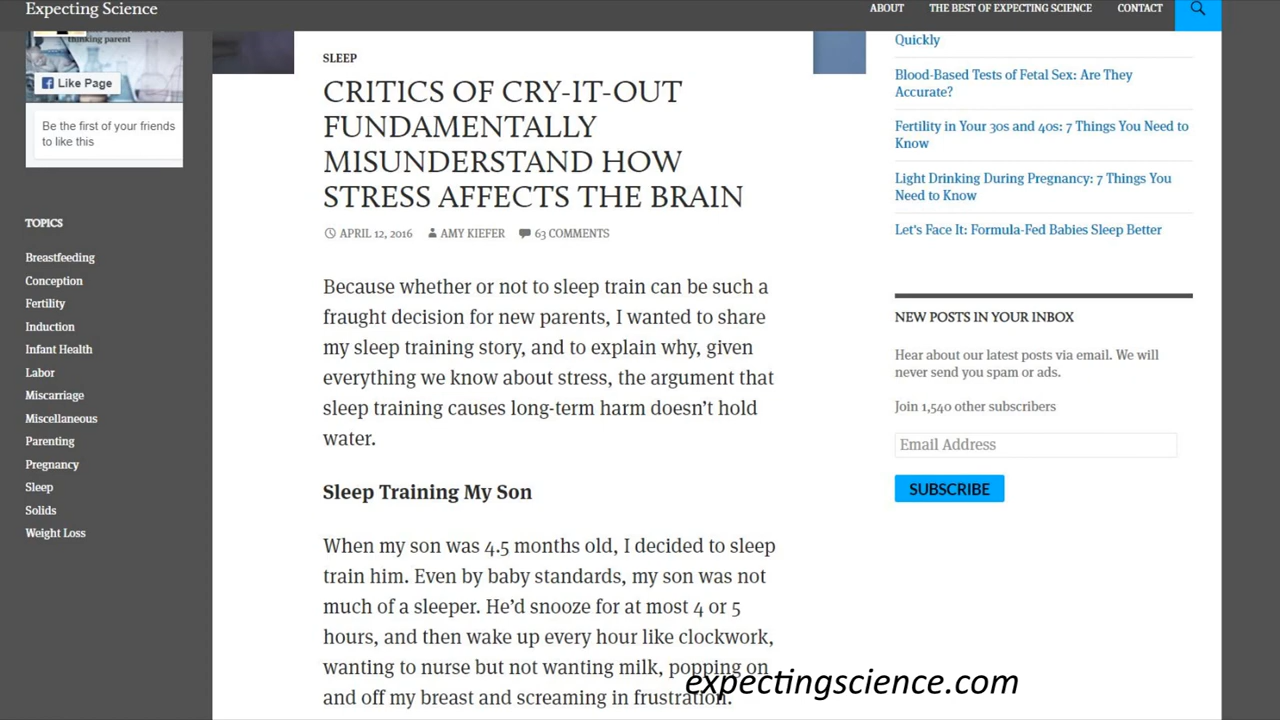 Expecting Science
ABOUT
THE BEST OF EXPECTING SCIENCE
CONTACT
thinking parent
Like Page
Be the first of your friends
to like this
TOPICS
Breastfeeding
Conception
Fertility
Induction
Infant Health
Labor
Miscarriage
Miscellaneous
Parenting
Pregnancy
Sleep
Solids
Weight Loss
SLEEP
CRITICS OF CRY-IT-OUT
FUNDAMENTALLY
MISUNDERSTAND HOW
STRESS AFFECTS THE BRAIN
APRIL 12, 2016 AMY KIEFER 63 COMMENTS
Because whether or not to sleep train can be such a
fraught decision for new parents, I wanted to share
my sleep training story, and to explain why, given
everything we know about stress, the argument that
sleep training causes long-term harm doesn’t hold
water.
Sleep Training My Son
When my son was 4.5 months old, I decided to sleep
train him. Even by baby standards, my son was not
much of a sleeper. He’d snooze for at most 4 or 5
hours, and then wake up every hour like clockwork,
wanting to nurse but not wanting milk, popping on
and off my breast and screaming in frustration.
Quickly
Blood-Based Tests of Fetal Sex: Are They
Accurate?
Fertility in Your 30s and 40s: 7 Things You Need to
Know
Light Drinking During Pregnancy: 7 Things You
Need to Know
Let's Face It: Formula-Fed Babies Sleep Better
NEW POSTS IN YOUR INBOX
Hear about our latest posts via email. We will
never send you spam or ads.
Join 1,540 other subscribers
Email Address
SUBSCRIBE
expectingscience.com